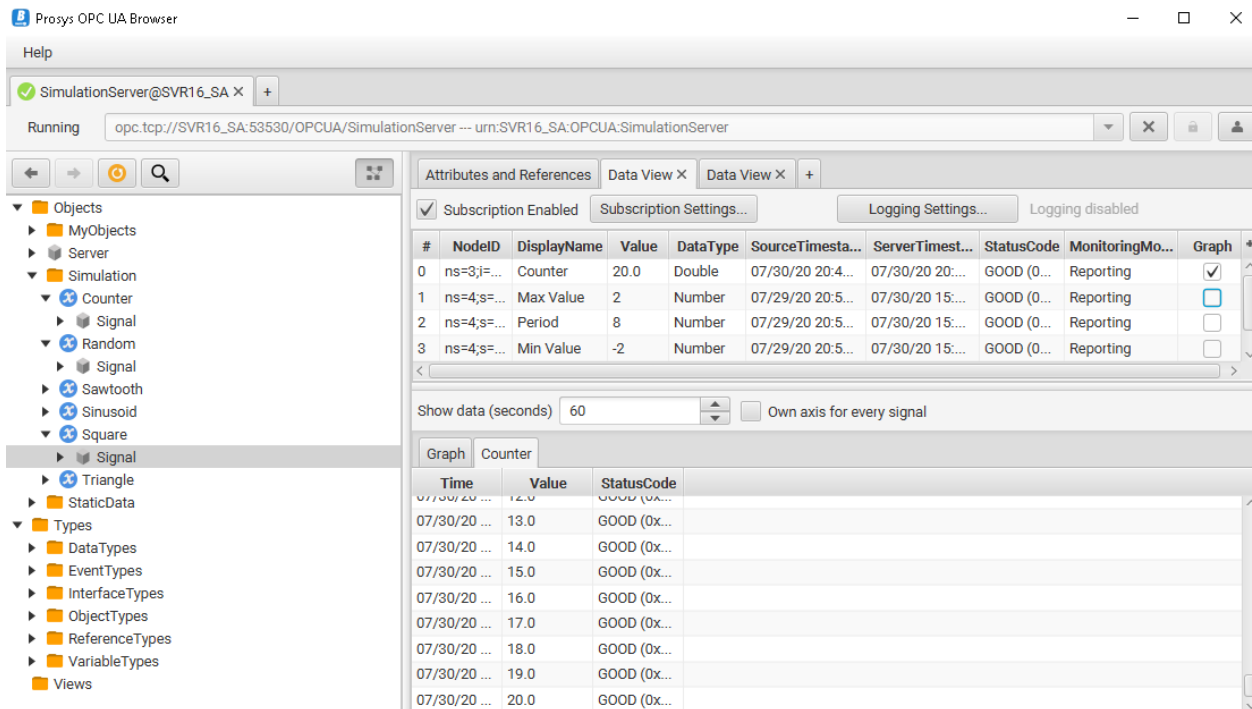 Prosys OPC UA Browser
Help
SimulationServer@SVR16_SA
Running opc.tcp://SVR16_SA:53530/OPCUA/SimulationServer --- urn:SVR16_SA:OPCUA:SimulationServer
Objects
MyObjects
Server
Simulation
Counter
Signal
Random
Signal
Sawtooth
Sinusoid
Square
Signal
Triangle
StaticData
Types
DataTypes
EventTypes
InterfaceTypes
ObjectTypes
ReferenceTypes
VariableTypes
Views
Attributes and References Data View Data View +
Subscription Enabled Subscription Settings... Logging Settings... Logging disabled
# NodeID DisplayName Value DataType SourceTimesta... ServerTimest... StatusCode MonitoringMo... Graph
0 ns=3;i=... Counter 20.0 Double 07/30/20 20:4... 07/30/20 20:... GOOD (0... Reporting
1 ns=4;s=... Max Value 2 Number 07/29/20 20:5... 07/30/20 15:... GOOD (0... Reporting
2 ns=4;s=... Period 8 Number 07/29/20 20:5... 07/30/20 15:... GOOD (0... Reporting
3 ns=4;s=... Min Value -2 Number 07/29/20 20:5... 07/30/20 15:... GOOD (0... Reporting
Show data (seconds) 60 Own axis for every signal
Graph Counter
Time Value StatusCode
07/30/20 ... 12.0 GOOD (0x...
07/30/20 ... 13.0 GOOD (0x...
07/30/20 ... 14.0 GOOD (0x...
07/30/20 ... 15.0 GOOD (0x...
07/30/20 ... 16.0 GOOD (0x...
07/30/20 ... 17.0 GOOD (0x...
07/30/20 ... 18.0 GOOD (0x...
07/30/20 ... 19.0 GOOD (0x...
07/30/20 ... 20.0 GOOD (0x...